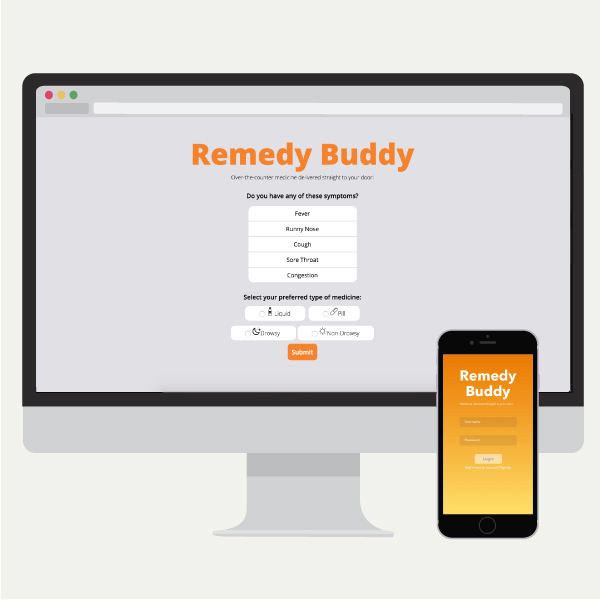 Remedy Buddy
Over-the-counter medicine delivered straight to your door!
Do you have any of these symptoms?
Fever
Runny Nose
Cough
Sore Throat
Congestion
Select your preferred type of medicine:
Liquid
Pill
Drowsy
Non-Drowsy
Submit
Remedy
Buddy
Username
Password
Login